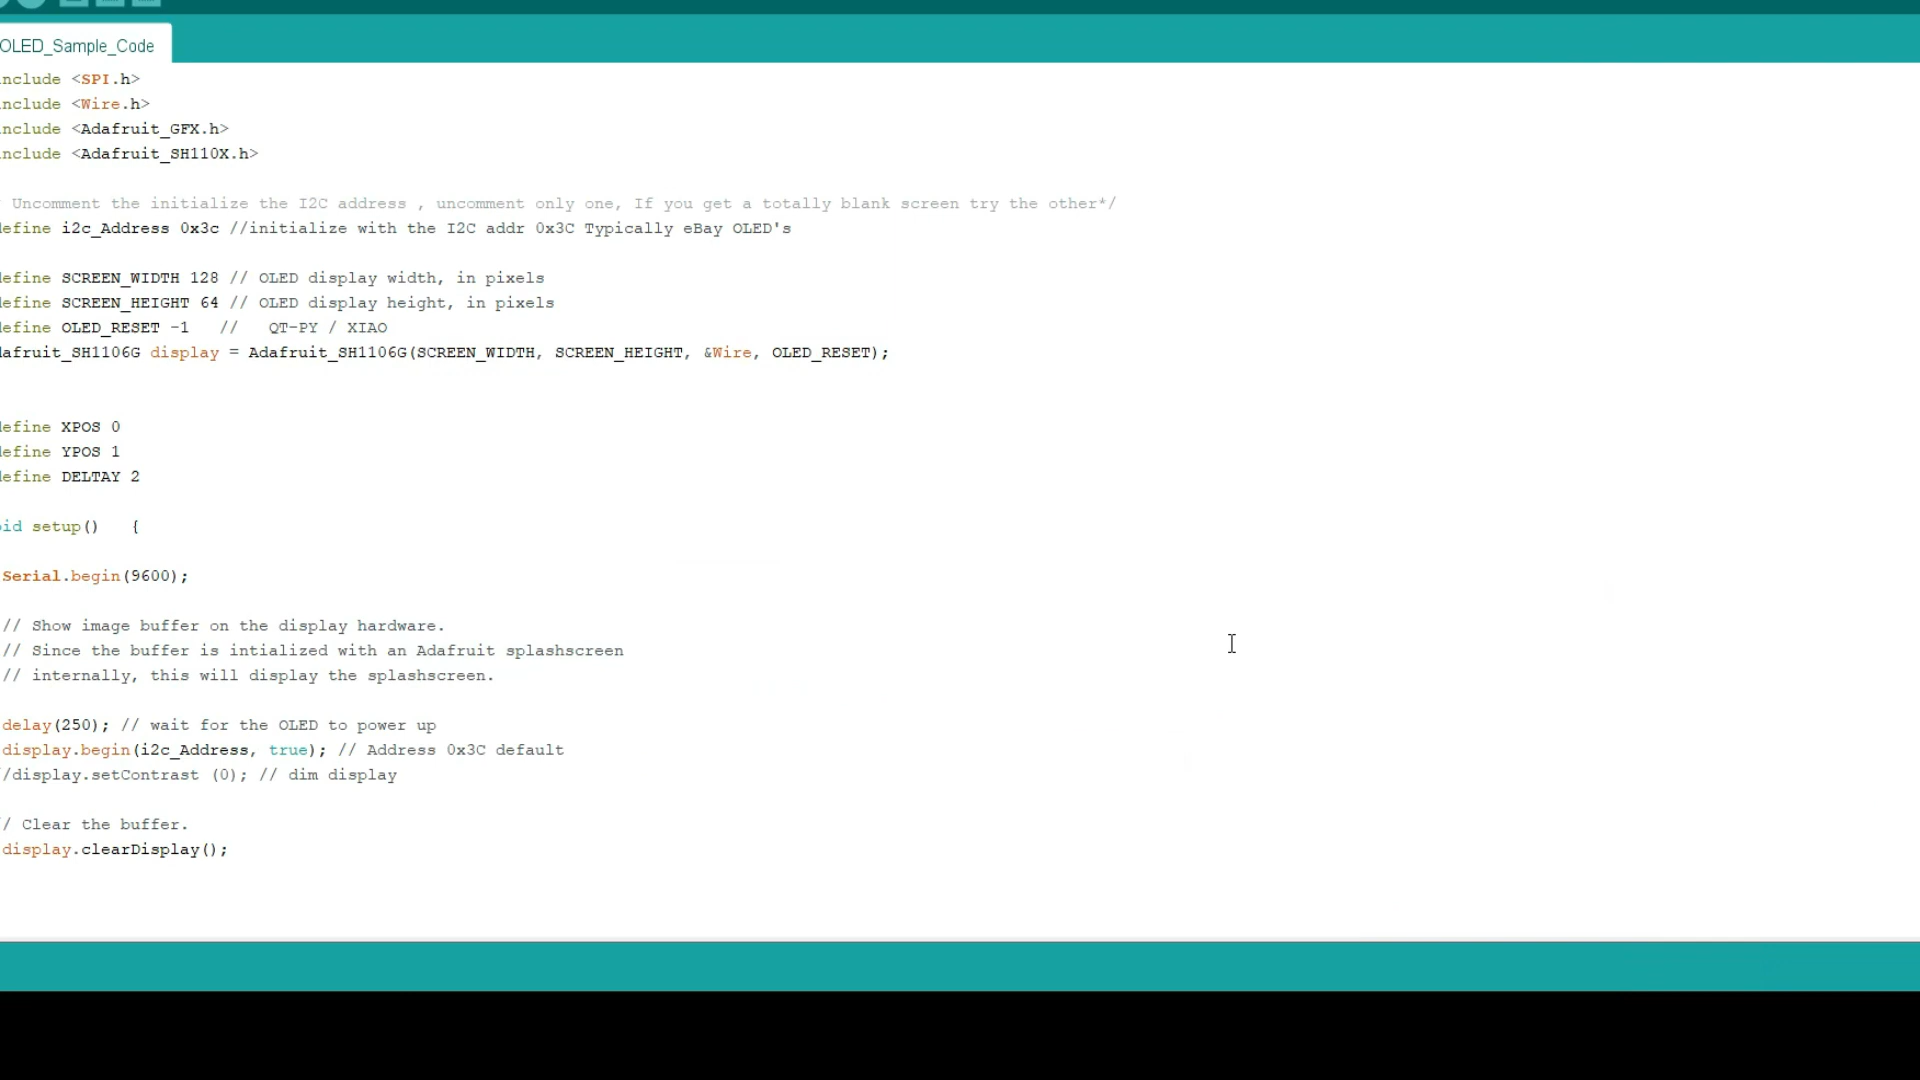 OLED_Sample_Code
nclude <SPI.h>
nclude <Wire.h>
nclude <Adafruit_GFX.h>
nclude <Adafruit_SH110X.h>
Uncomment the initialize the I2C address , uncomment only one, If you get a totally blank screen try the other*/
efine i2c_Address 0x3c //initialize with the I2C addr 0x3C Typically eBay OLED's
efine SCREEN_WIDTH 128 // OLED display width, in pixels
efine SCREEN_HEIGHT 64 // OLED display height, in pixels
efine OLED_RESET -1   //   QT-PY / XIAO
dafruit_SH1106G display = Adafruit_SH1106G(SCREEN_WIDTH, SCREEN_HEIGHT, &Wire, OLED_RESET);
efine XPOS 0
efine YPOS 1
efine DELTAY 2
oid setup()   {
Serial.begin(9600);
// Show image buffer on the display hardware.
// Since the buffer is intialized with an Adafruit splashscreen
// internally, this will display the splashscreen.
delay(250); // wait for the OLED to power up
display.begin(i2c_Address, true); // Address 0x3C default
//display.setContrast (0); // dim display
// Clear the buffer.
display.clearDisplay();